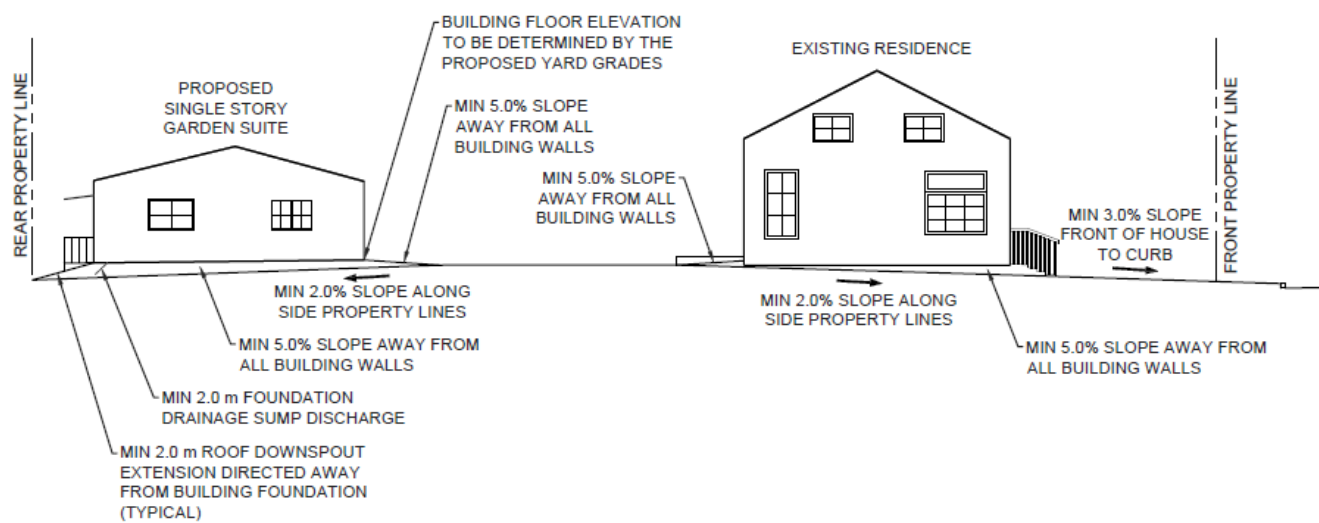 BUILDING FLOOR ELEVATION
TO BE DETERMINED BY THE
PROPOSED YARD GRADES
EXISTING RESIDENCE
PROPOSED
SINGLE STORY
GARDEN SUITE
REAR PROPERTY LINE
MIN 5.0% SLOPE
AWAY FROM ALL
BUILDING WALLS
MIN 5.0% SLOPE
AWAY FROM ALL
BUILDING WALLS
MIN 3.0% SLOPE
FRONT OF HOUSE
TO CURB
FRONT PROPERTY LINE
MIN 2.0% SLOPE ALONG
SIDE PROPERTY LINES
MIN 2.0% SLOPE ALONG
SIDE PROPERTY LINES
MIN 5.0% SLOPE AWAY FROM
ALL BUILDING WALLS
MIN 5.0% SLOPE AWAY FROM
ALL BUILDING WALLS
MIN 2.0 m FOUNDATION
DRAINAGE SUMP DISCHARGE
MIN 2.0 m ROOF DOWNSPOUT
EXTENSION DIRECTED AWAY
FROM BUILDING FOUNDATION
(TYPICAL)